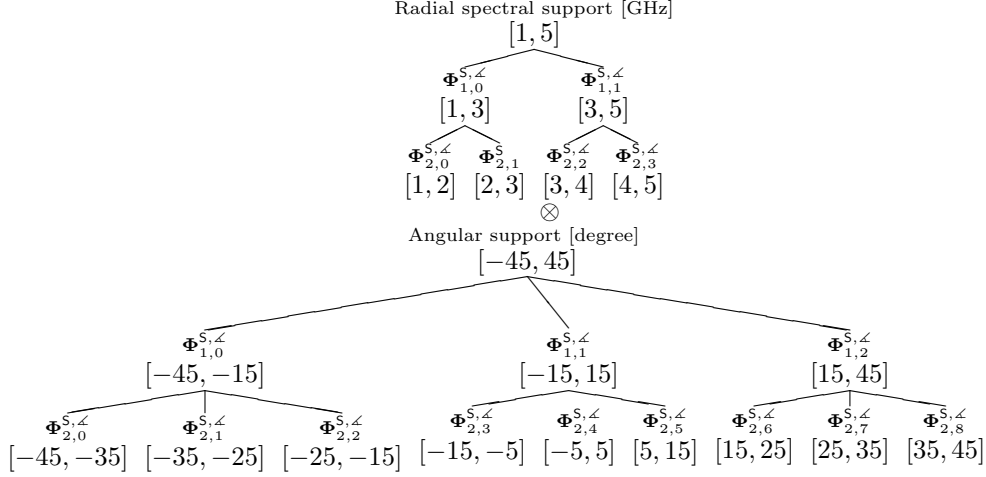 Radial spectral support [GHz]
[1, 5]
Φ^{S,∡}_{1,0} Φ^{S,∡}_{1,1}
[1, 3] [3, 5]
Φ^{S,∡}_{2,0} Φ^{S}_{2,1} Φ^{S,∡}_{2,2} Φ^{S,∡}_{2,3}
[1, 2] [2, 3] [3, 4] [4, 5]
⊗
Angular support [degree]
[−45, 45]
Φ^{S,∡}_{1,0} Φ^{S,∡}_{1,1} Φ^{S,∡}_{1,2}
[−45, −15] [−15, 15] [15, 45]
Φ^{S,∡}_{2,0} Φ^{S,∡}_{2,1} Φ^{S,∡}_{2,2} Φ^{S,∡}_{2,3} Φ^{S,∡}_{2,4} Φ^{S,∡}_{2,5} Φ^{S,∡}_{2,6} Φ^{S,∡}_{2,7} Φ^{S,∡}_{2,8}
[−45, −35] [−35, −25] [−25, −15] [−15, −5] [−5, 5] [5, 15] [15, 25] [25, 35] [35, 45]